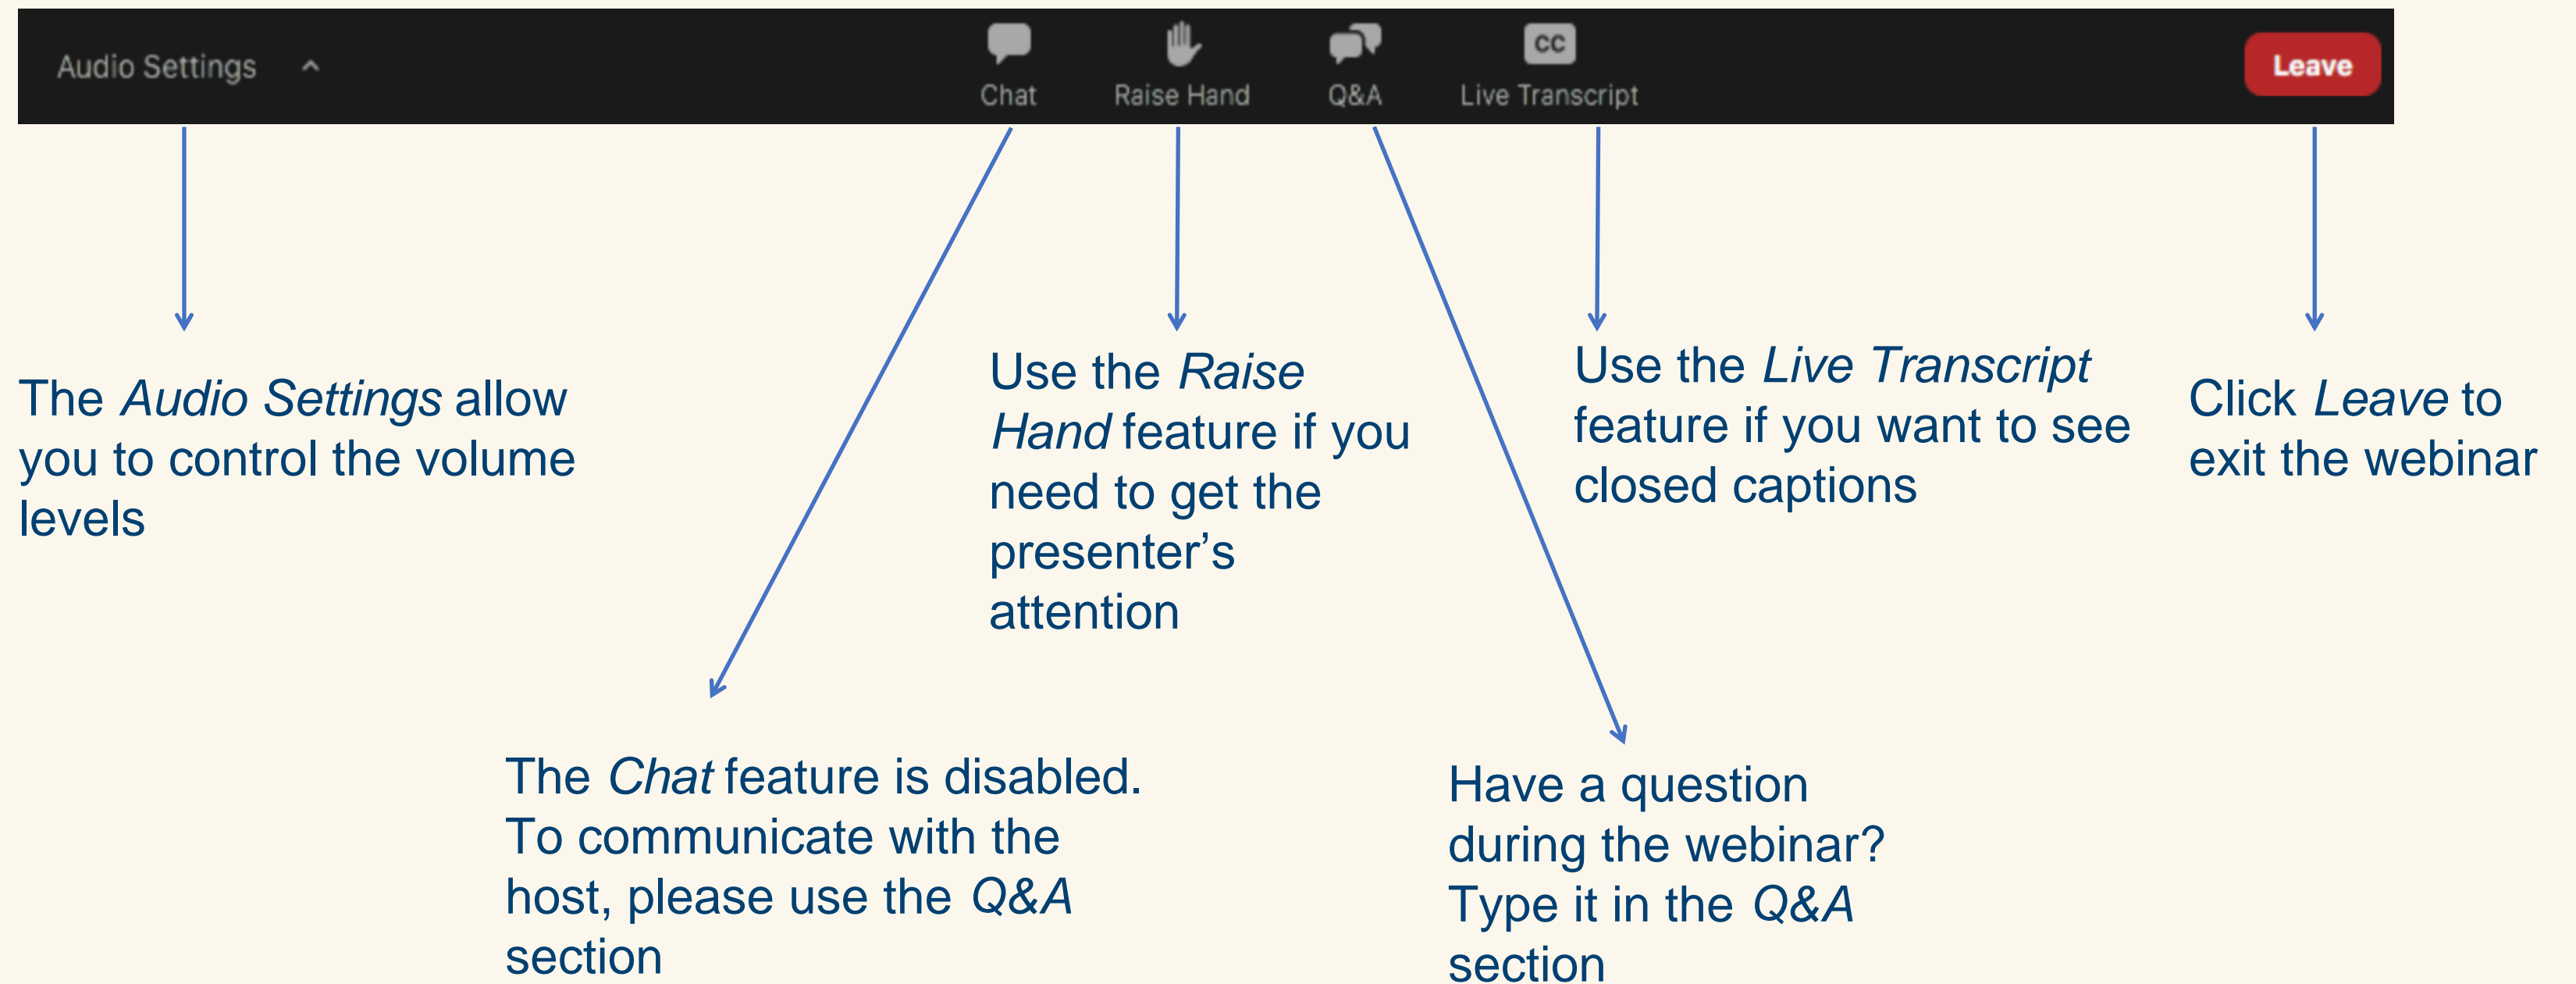 Audio Settings
Chat
Raise Hand
Q&A
CC
Live Transcript
Leave
The Audio Settings allow
you to control the volume
levels
Use the Raise
Hand feature if you
need to get the
presenter’s
attention
Use the Live Transcript
feature if you want to see
closed captions
Click Leave to
exit the webinar
The Chat feature is disabled.
To communicate with the
host, please use the Q&A
section
Have a question
during the webinar?
Type it in the Q&A
section